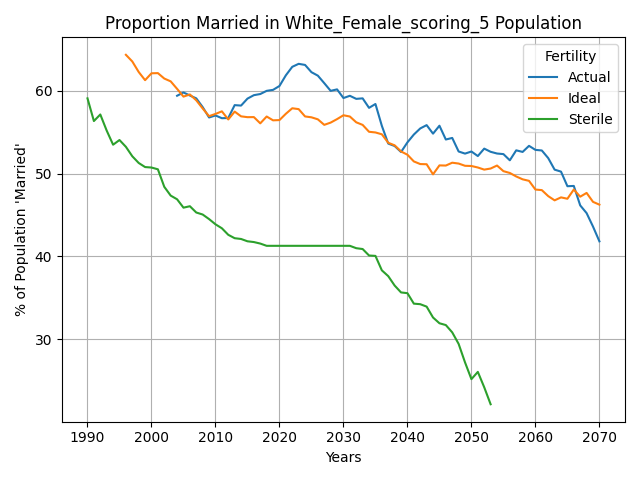 Proportion Married in White_Female_scoring_5 Population
% of Population 'Married'
60
50
40
30
Fertility
Actual
Ideal
Sterile
1990 2000 2010 2020 2030 2040 2050 2060 2070
Years